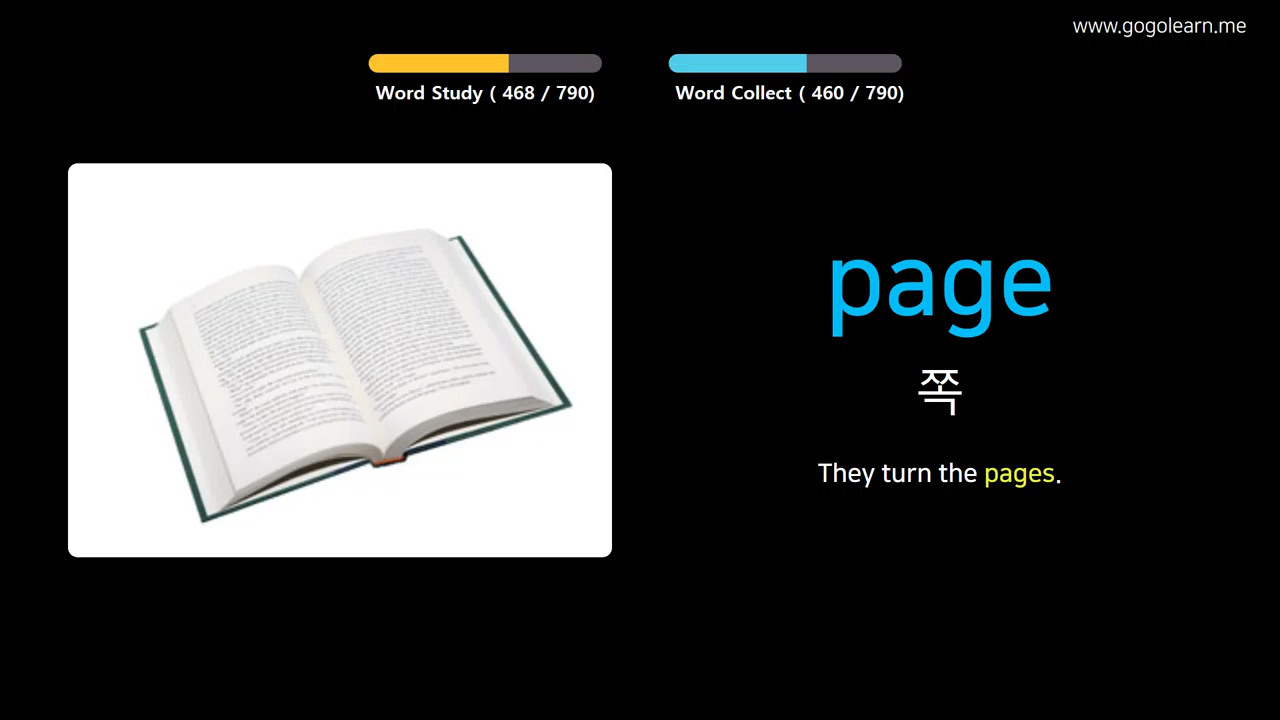 www.gogolearn.me
Word Study ( 468 / 790)
Word Collect ( 460 / 790)
page
쪽
They turn the pages.